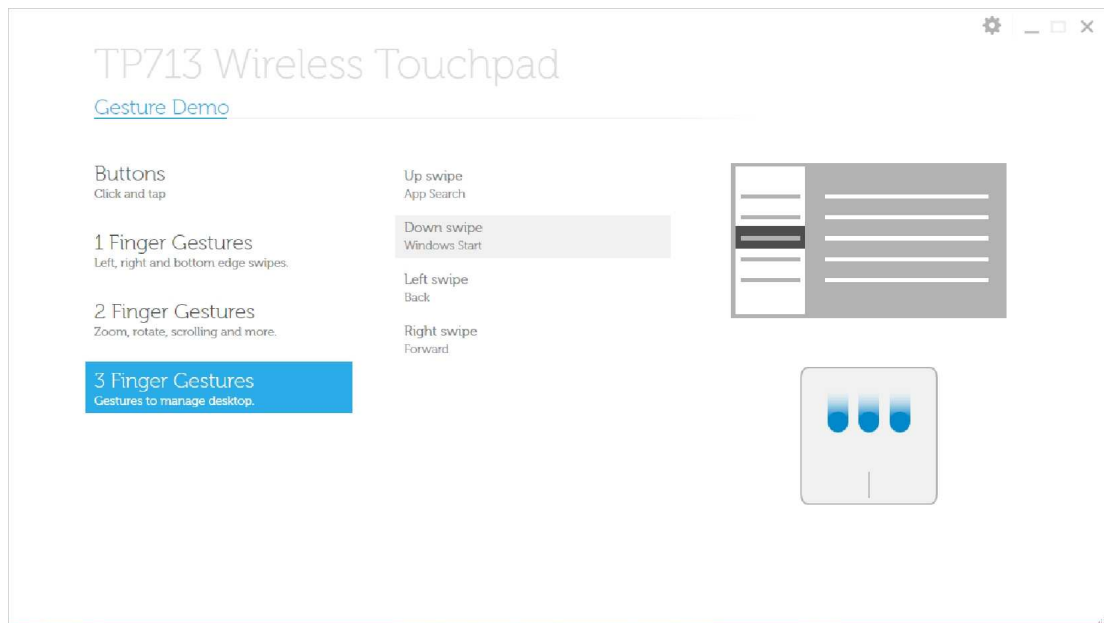 TP713 Wireless Touchpad
Gesture Demo
Buttons
Click and tap
1 Finger Gestures
Left, right and bottom edge swipes.
2 Finger Gestures
Zoom, rotate, scrolling and more.
3 Finger Gestures
Gestures to manage desktop.
Up swipe
App Search
Down swipe
Windows Start
Left swipe
Back
Right swipe
Forward